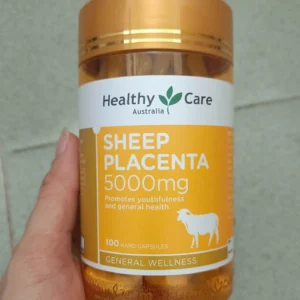 Healthy Care
Australia
SHEEP
PLACENTA
5000mg
Promotes youthfulness
and general health
100 HARD CAPSULES
GENERAL WELLNESS